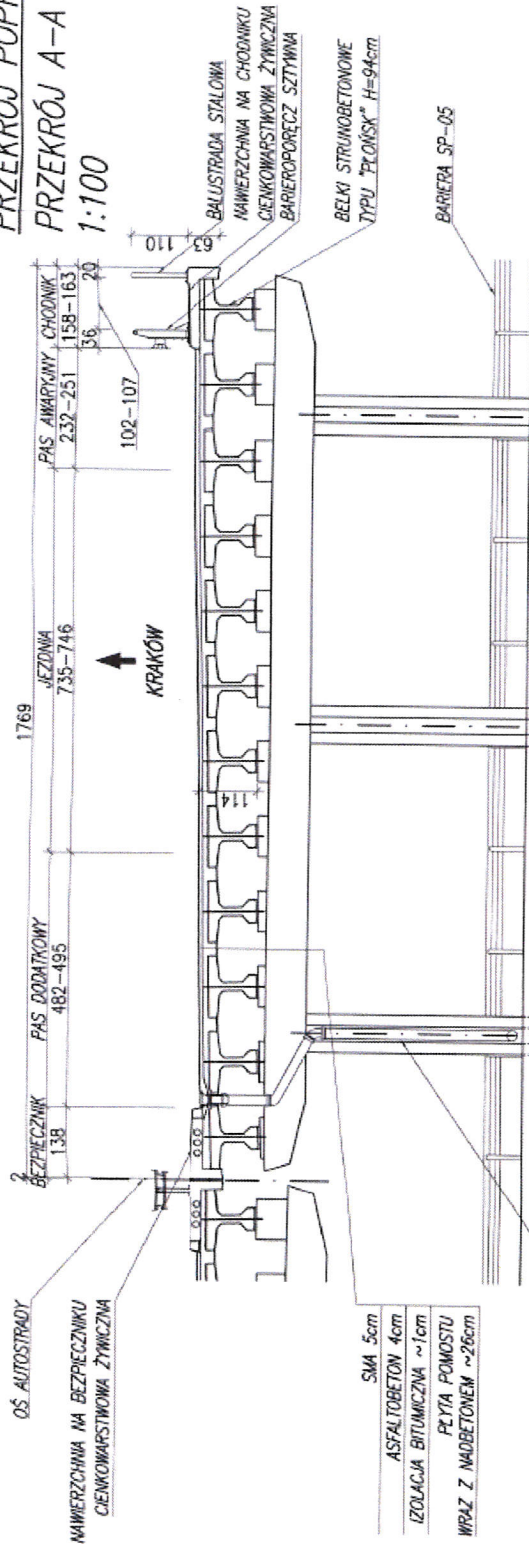 PRZEKRÓJ A-A
1:100
OŚ AUTOSTRADY
NAWIERZCHNIA NA BEZPIECZNIKU
CIENKOWARSTWOWA ŻYWICZNA
2
BEZPIECZNIK
138
PAS DODATKOWY
482-495
1769
JEZDNIA
735-746
PAS AWARYJNY
232-251
CHODNIK
158-163
36
20
102-107
110
63
114
KRAKÓW
BALUSTRADA STALOWA
NAWIERZCHNIA NA CHODNIKU
CIENKOWARSTWOWA ŻYWICZNA
BARIEROPORĘCZ SZTYWNA
BELKI STRUNOBETONOWE
TYPU "PŁOŃSK" H=94cm
BARIERA SP-05
SMA 5cm
ASFALTOBETON 4cm
IZOLACJA BITUMICZNA ~1cm
PŁYTA POMOSTU
WRAZ Z NADBETONEM ~26cm